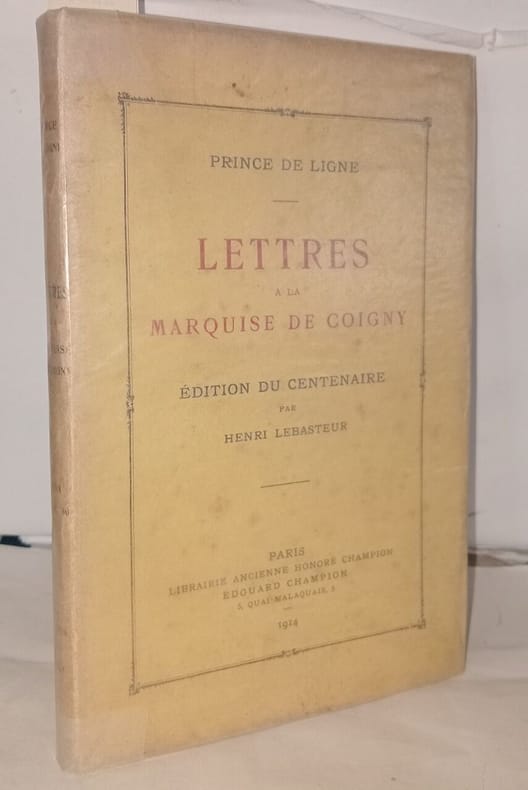 PRINCE DE LIGNE
LETTRES
A LA
MARQUISE DE COIGNY
ÉDITION DU CENTENAIRE
PAR
HENRI LEBASTEUR
PARIS
LIBRAIRIE ANCIENNE HONORÉ CHAMPION
ÉDOUARD CHAMPION
5, QUAI MALAQUAIS, 5
1914